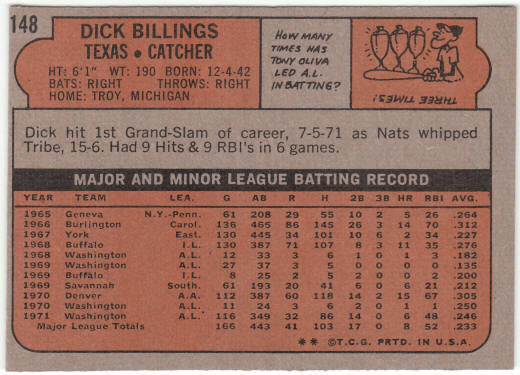 148
DICK BILLINGS
TEXAS • CATCHER
HT: 6'1" WT: 190 BORN: 12-4-42
BATS: RIGHT THROWS: RIGHT
HOME: TROY, MICHIGAN
HOW MANY
TIMES HAS
TONY OLIVA
LED A.L.
IN BATTING?
THREE TIMES!
Dick hit 1st Grand-Slam of career, 7-5-71 as Nats whipped
Tribe, 15-6. Had 9 Hits & 9 RBI's in 6 games.
MAJOR AND MINOR LEAGUE BATTING RECORD
YEAR TEAM LEA. G AB R H 2B 3B HR RBI AVG.
1965 Geneva N.Y.-Penn. 61 208 29 55 10 2 5 26 .264
1966 Burlington Carol. 136 465 86 145 26 3 14 70 .312
1967 York East. 130 445 34 101 10 6 2 34 .227
1968 Buffalo I.L. 130 387 71 107 8 3 11 35 .276
1968 Washington A.L. 12 33 3 6 1 0 1 3 .182
1969 Washington A.L. 27 37 3 5 0 0 0 0 .135
1969 Buffalo I.L. 8 25 2 5 2 0 0 2 .200
1969 Savannah South. 61 193 20 41 6 0 6 21 .212
1970 Denver A.A. 112 387 60 118 14 2 15 67 .305
1970 Washington A.L. 11 24 3 6 2 0 1 1 .250
1971 Washington A.L. 116 349 32 86 14 0 6 48 .246
Major League Totals 166 443 41 103 17 0 8 52 .233
* * © T.C.G. PRTD. IN U.S.A.